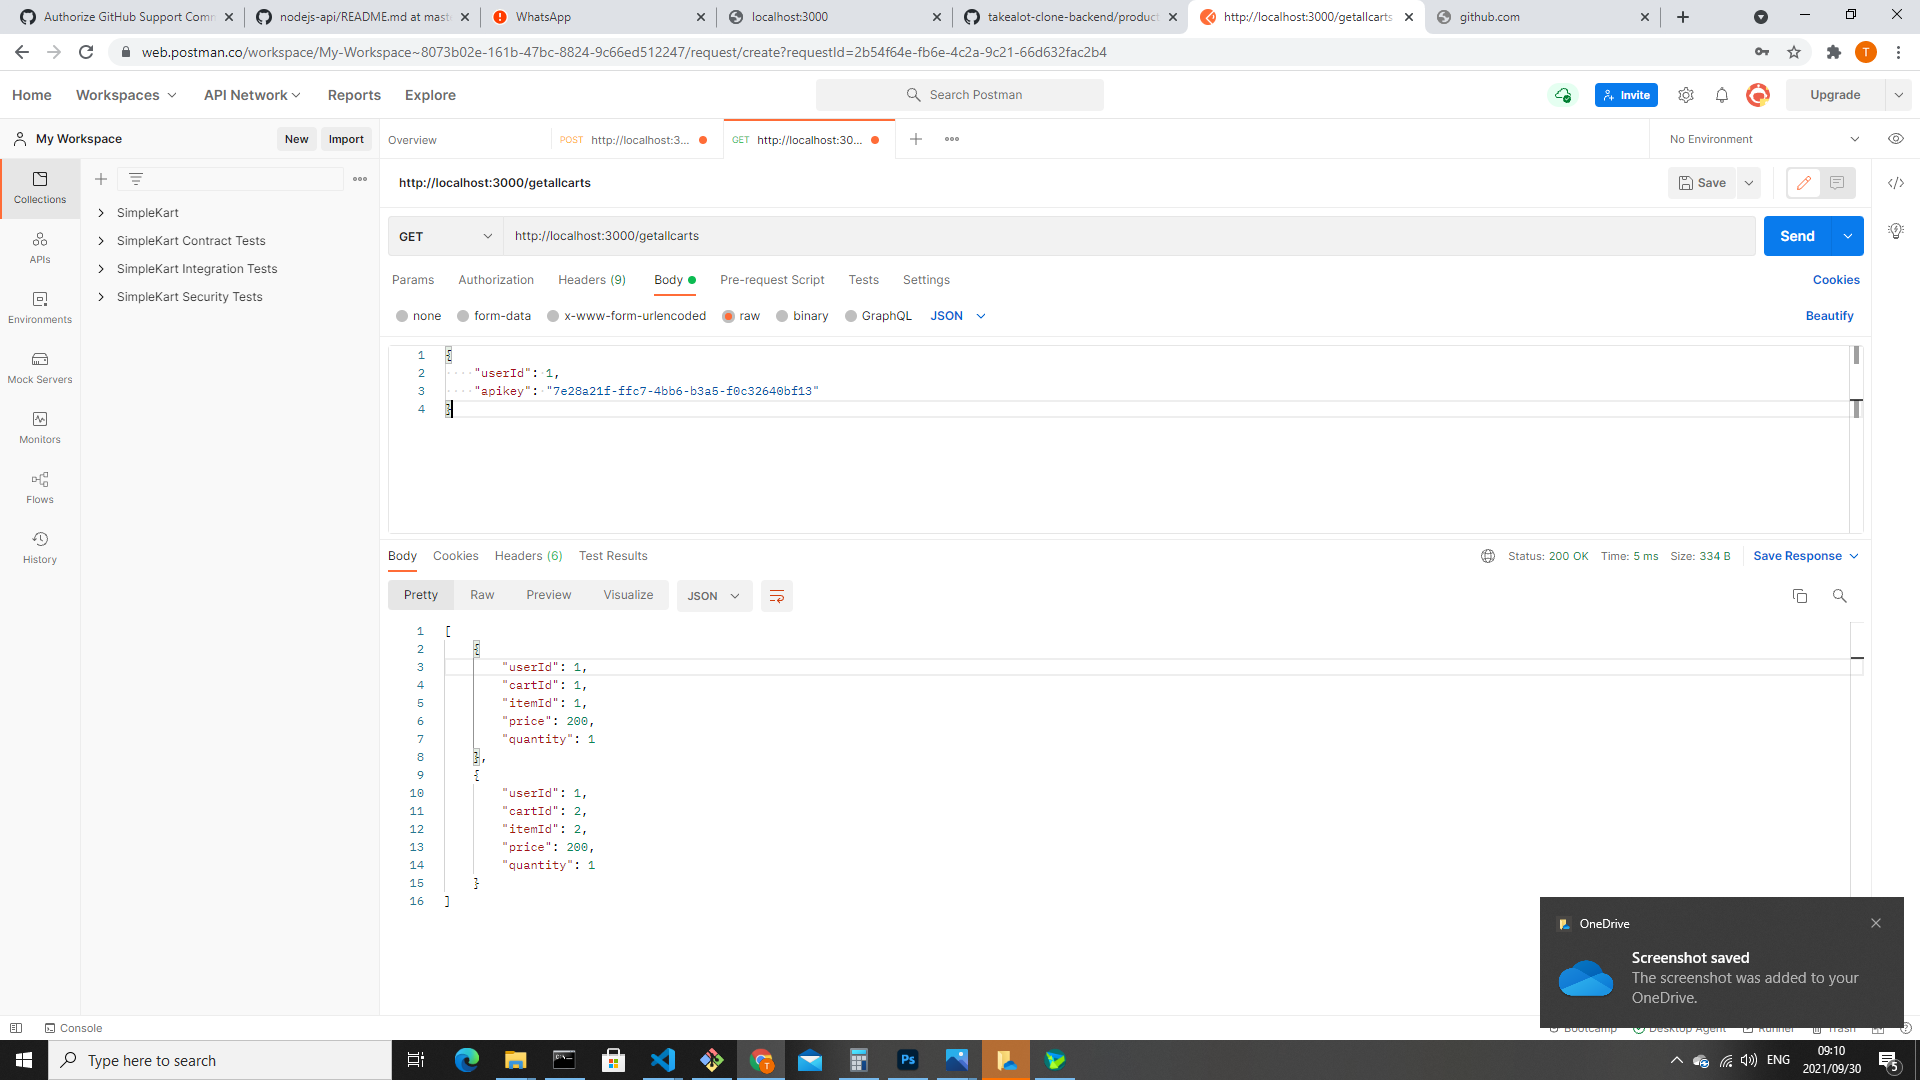 Authorize GitHub Support Comm
nodejs-api/README.md at mast
WhatsApp
localhost:3000
takealot-clone-backend/product
http://localhost:3000/getallcarts
github.com
web.postman.co/workspace/My-Workspace~8073b02e-161b-47bc-8824-9c66ed512247/request/create?requestId=2b54f64e-fb6e-4c2a-9c21-66d632fac2b4
T
Home Workspaces API Network Reports Explore
Search Postman
Invite
Upgrade
My Workspace
New Import
Overview
POST http://localhost:3...
GET http://localhost:30...
No Environment
Collections
APIs
Environments
Mock Servers
Monitors
Flows
History
SimpleKart
SimpleKart Contract Tests
SimpleKart Integration Tests
SimpleKart Security Tests
http://localhost:3000/getallcarts
Save
GET
http://localhost:3000/getallcarts
Send
Params Authorization Headers (9) Body Pre-request Script Tests Settings
Cookies
none form-data x-www-form-urlencoded raw binary GraphQL JSON
Beautify
1 {
2 "userId": 1,
3 "apikey": "7e28a21f-ffc7-4bb6-b3a5-f0c32640bf13"
4 }
Body Cookies Headers (6) Test Results
Status: 200 OK Time: 5 ms Size: 334 B
Save Response
Pretty Raw Preview Visualize JSON
1 [
2 {
3 "userId": 1,
4 "cartId": 1,
5 "itemId": 1,
6 "price": 200,
7 "quantity": 1
8 },
9 {
10 "userId": 1,
11 "cartId": 2,
12 "itemId": 2,
13 "price": 200,
14 "quantity": 1
15 }
16 ]
OneDrive
Screenshot saved
The screenshot was added to your
OneDrive.
Console
Bootcamp Desktop Agent Runner Trash
Type here to search
T
Ps
ENG
09:10
2021/09/30
5